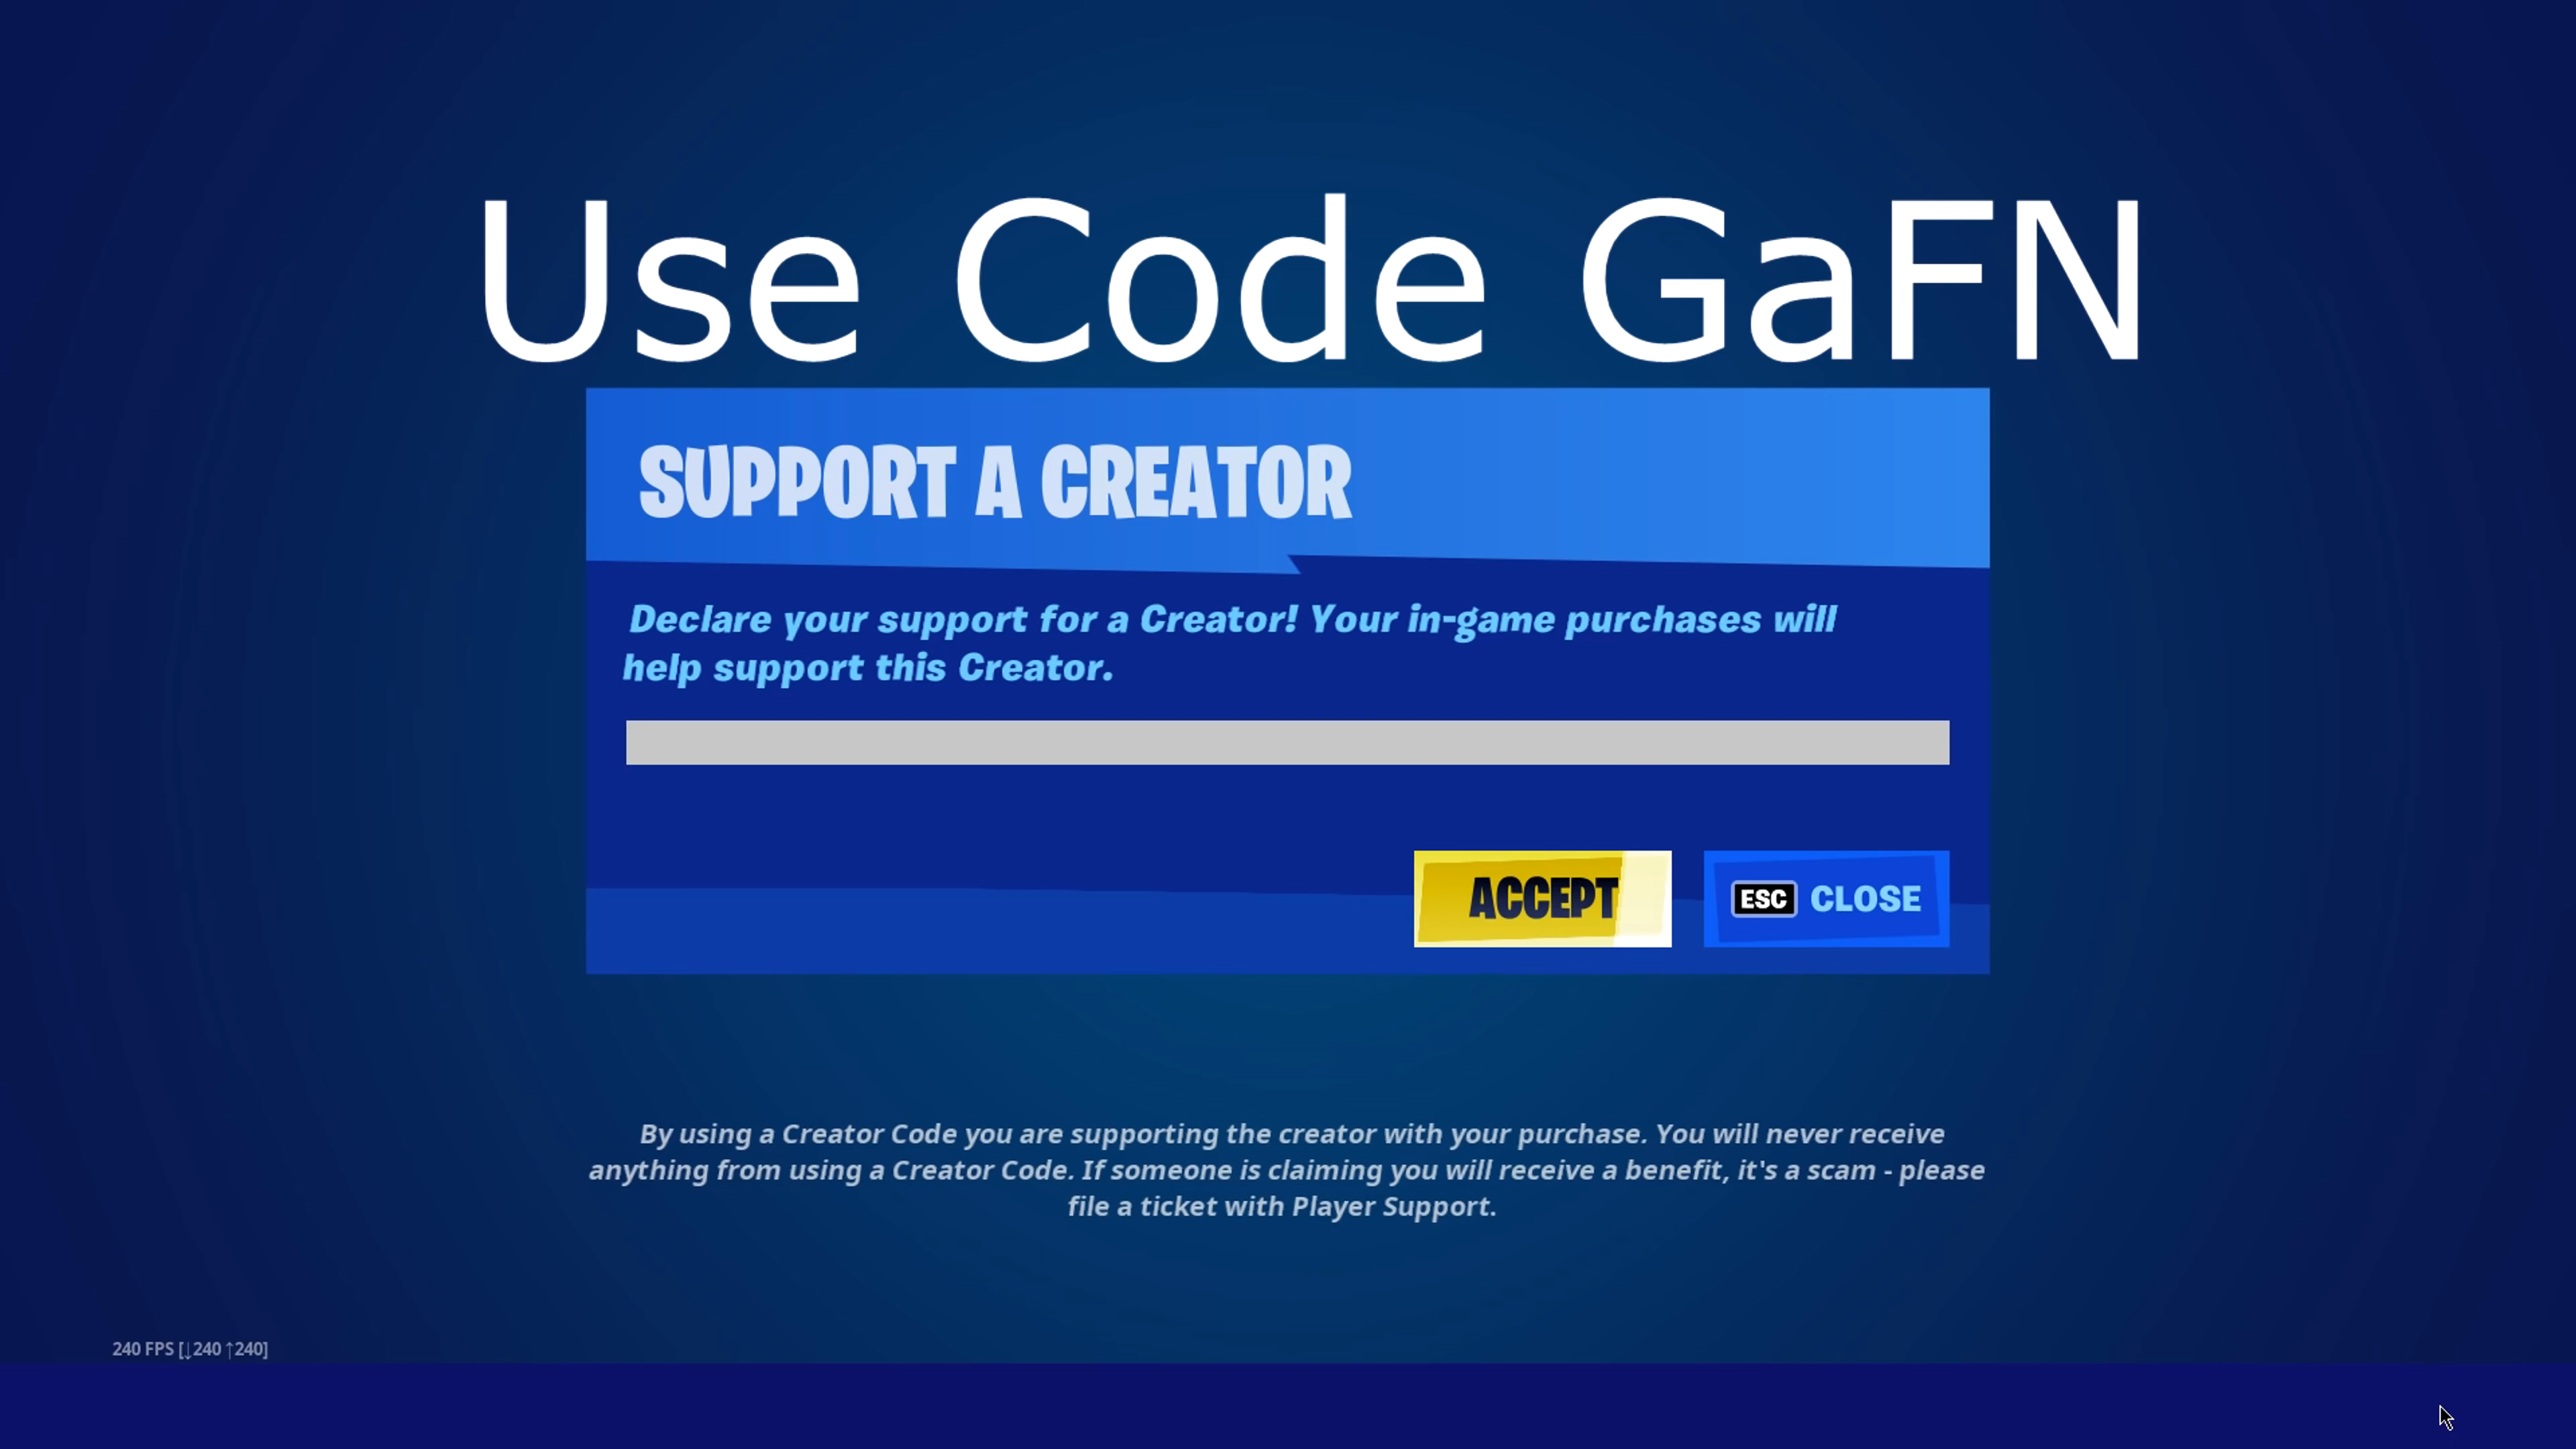 Use Code GaFN
SUPPORT A CREATOR
Declare your support for a Creator! Your in-game purchases will
help support this Creator.
ACCEPT
ESC CLOSE
By using a Creator Code you are supporting the creator with your purchase. You will never receive
anything from using a Creator Code. If someone is claiming you will receive a benefit, it's a scam - please
file a ticket with Player Support.
240 FPS [↓240 ↑240]